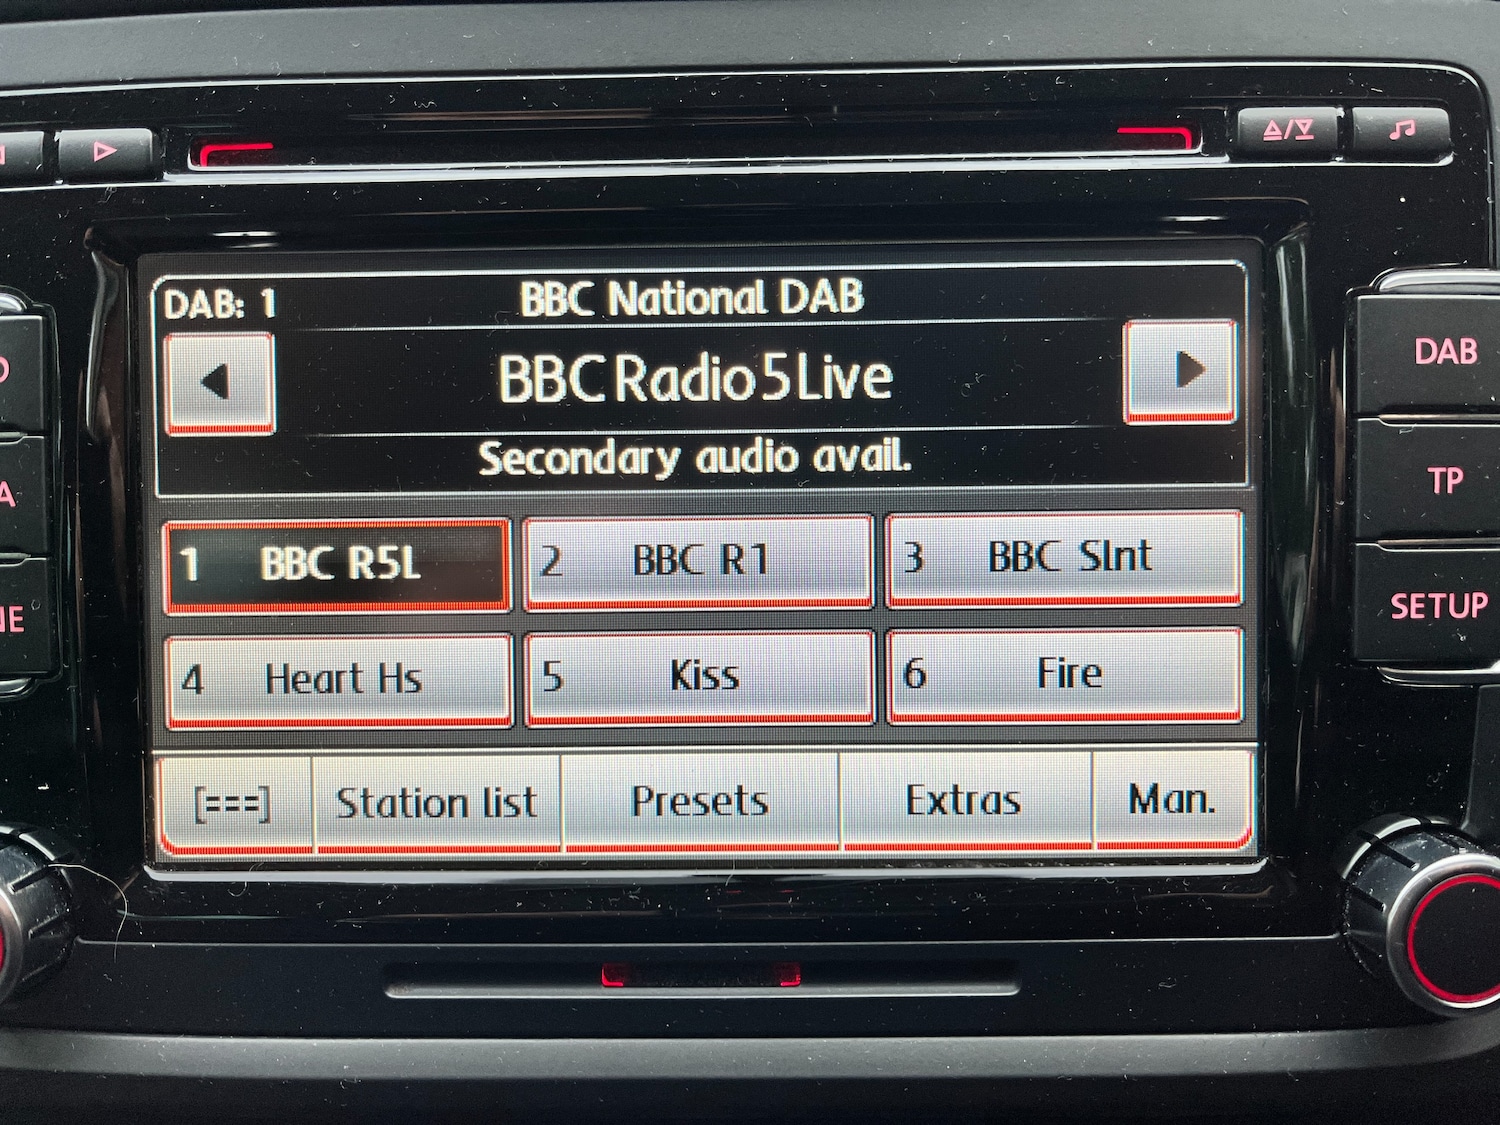 DAB: 1 BBC National DAB
BBC Radio 5 Live
Secondary audio avail.
1 BBC R5L 2 BBC R1 3 BBC Slnt
4 Heart Hs 5 Kiss 6 Fire
[===] Station list Presets Extras Man.
DAB
TP
SETUP